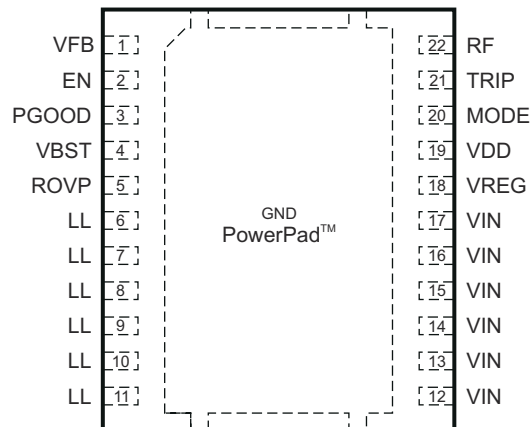 VFB 1 22 RF
EN 2 21 TRIP
PGOOD 3 20 MODE
VBST 4 19 VDD
ROVP 5 18 VREG
LL 6 17 VIN
GND
PowerPad™
LL 7 16 VIN
LL 8 15 VIN
LL 9 14 VIN
LL 10 13 VIN
LL 11 12 VIN